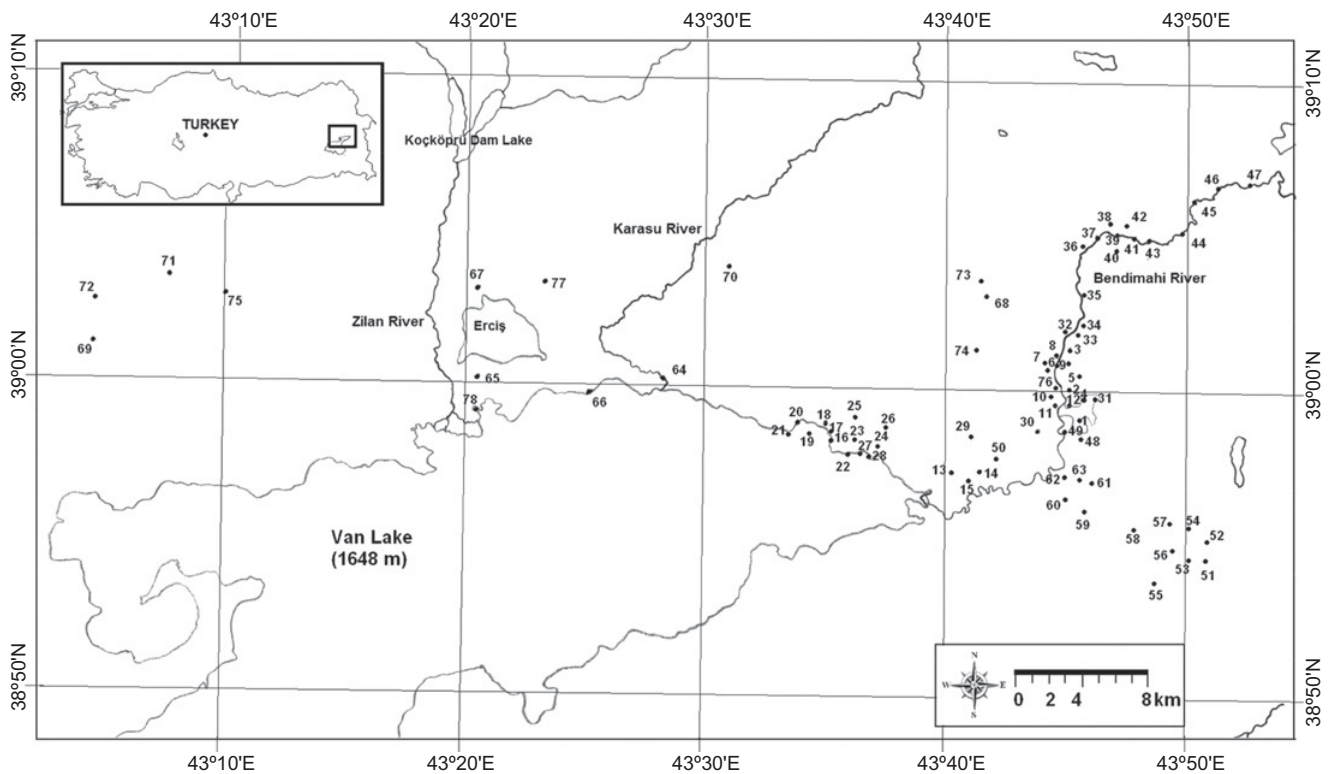 43°10'E 43°20'E 43°30'E 43°40'E 43°50'E
39°10'N 39°10'N
TURKEY
Koçköprü Dam Lake
46 47
45
38 42
Karasu River
37 39 41 43 44
36 40
71 67 77 70 73 Bendimahi River
72 75 68 35
Zilan River Erciş
32 34
33
69 8 3
74 7 6 9
39°00'N 39°00'N
65 64 5
76 2
78 66 10 12 24 31
11 1
20 18 25 26
21 19 17 16 23 24 29 30 49 48
22 27 28 50
13 14 15 62 63 61
60 59
57 54
58 52
Van Lake
(1648 m)
56 53 51
55
N
W E
S
0 2 4 8 km
38°50'N 38°50'N
43°10'E 43°20'E 43°30'E 43°40'E 43°50'E